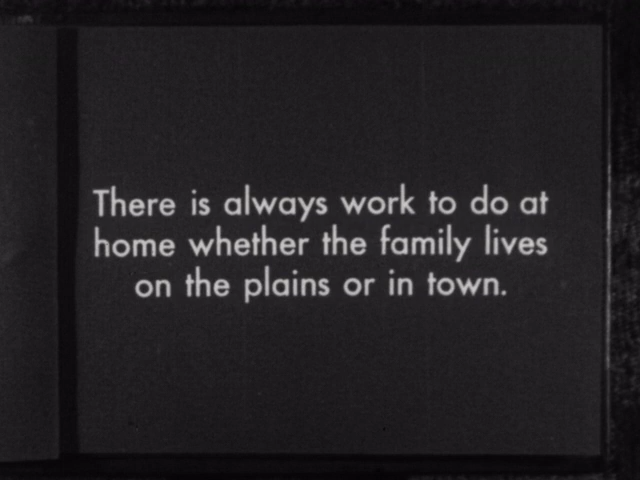 There is always work to do at
home whether the family lives
on the plains or in town.